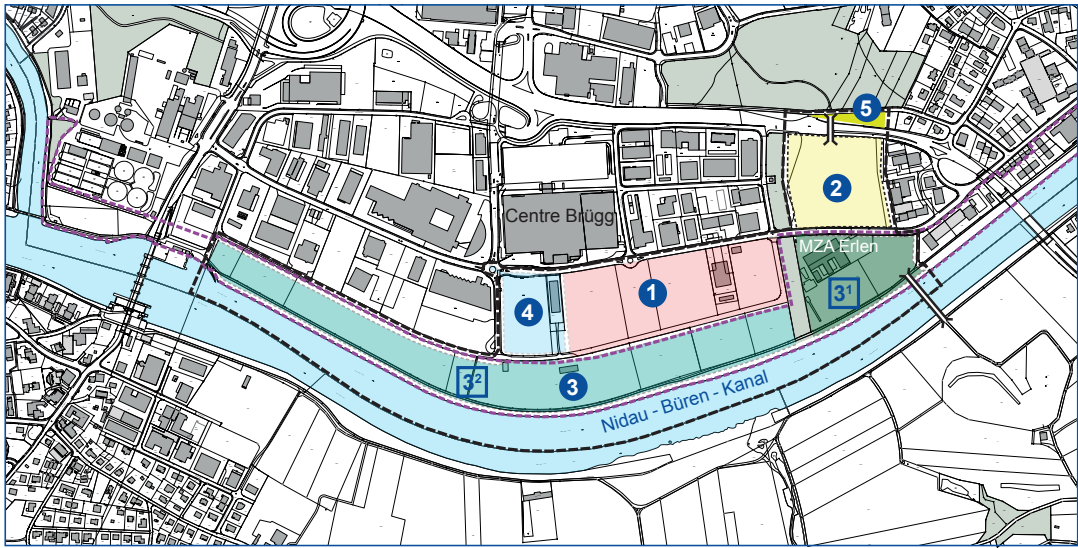 5
2
Centre Brügg
MZA Erlen
1
3¹
4
3²
3
Nidau - Büren - Kanal